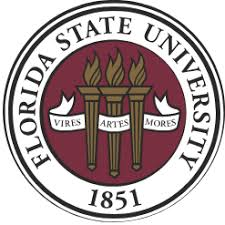 FLORIDA STATE UNIVERSITY
VIRES ARTES MORES
1851